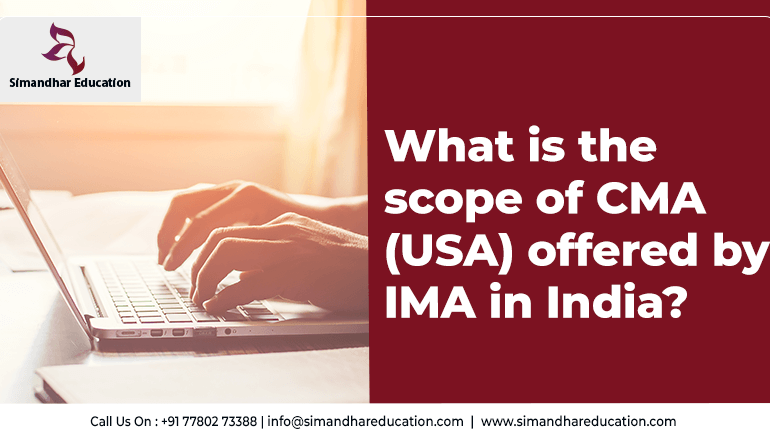 Simandhar Education
What is the
scope of CMA
(USA) offered by
IMA in India?
Call Us On : +91 77802 73388 | info@simandhareducation.com | www.simandhareducation.com